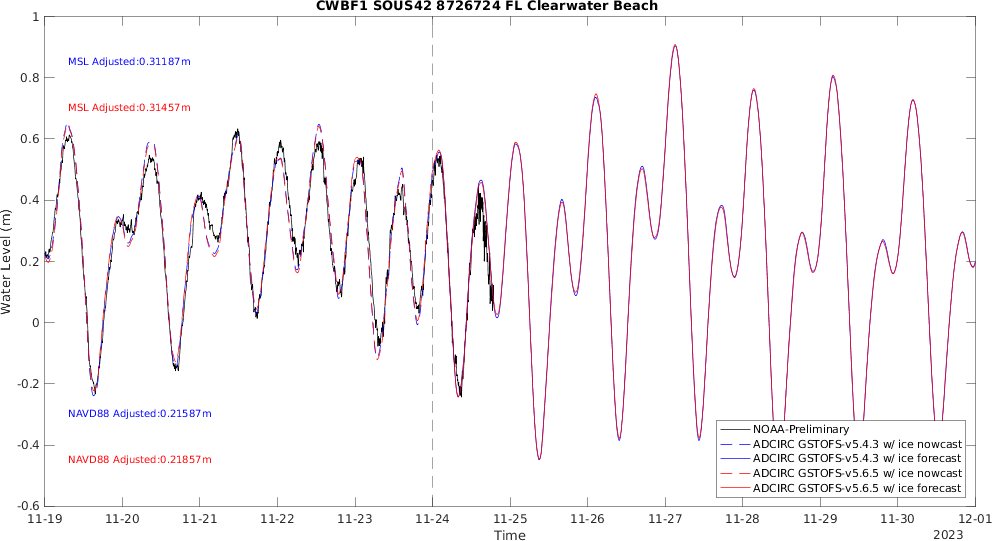 CWBF1 SOUS42 8726724 FL Clearwater Beach
1
0.8
0.6
0.4
0.2
0
-0.2
-0.4
-0.6
Water Level (m)
MSL Adjusted:0.31187m
MSL Adjusted:0.31457m
NAVD88 Adjusted:0.21587m
NAVD88 Adjusted:0.21857m
NOAA-Preliminary
ADCIRC GSTOFS-v5.4.3 w/ ice nowcast
ADCIRC GSTOFS-v5.4.3 w/ ice forecast
ADCIRC GSTOFS-v5.6.5 w/ ice nowcast
ADCIRC GSTOFS-v5.6.5 w/ ice forecast
11-19 11-20 11-21 11-22 11-23 11-24 11-25 11-26 11-27 11-28 11-29 11-30 12-01
Time
2023